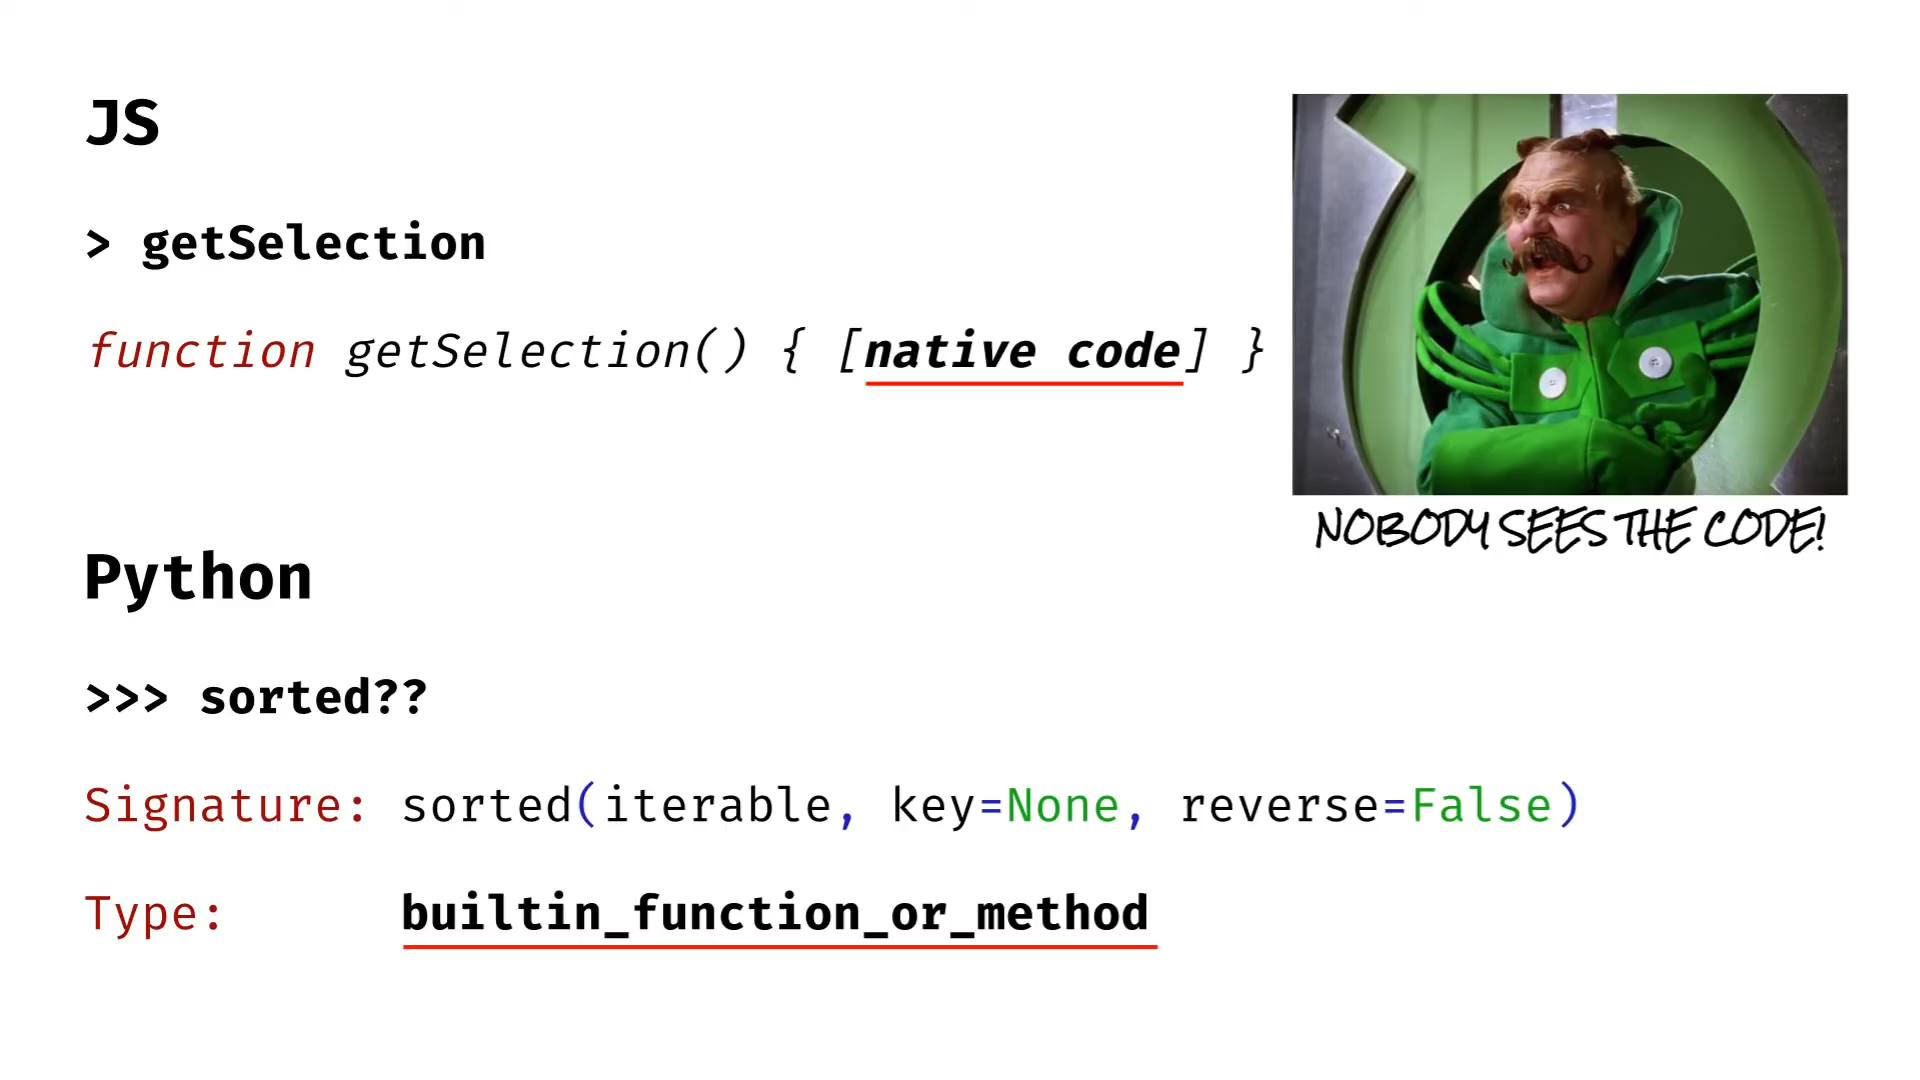 JS
> getSelection
function getSelection() { [native code] }
NOBODY SEES THE CODE!
Python
>>> sorted??
Signature: sorted(iterable, key=None, reverse=False)
Type: builtin_function_or_method